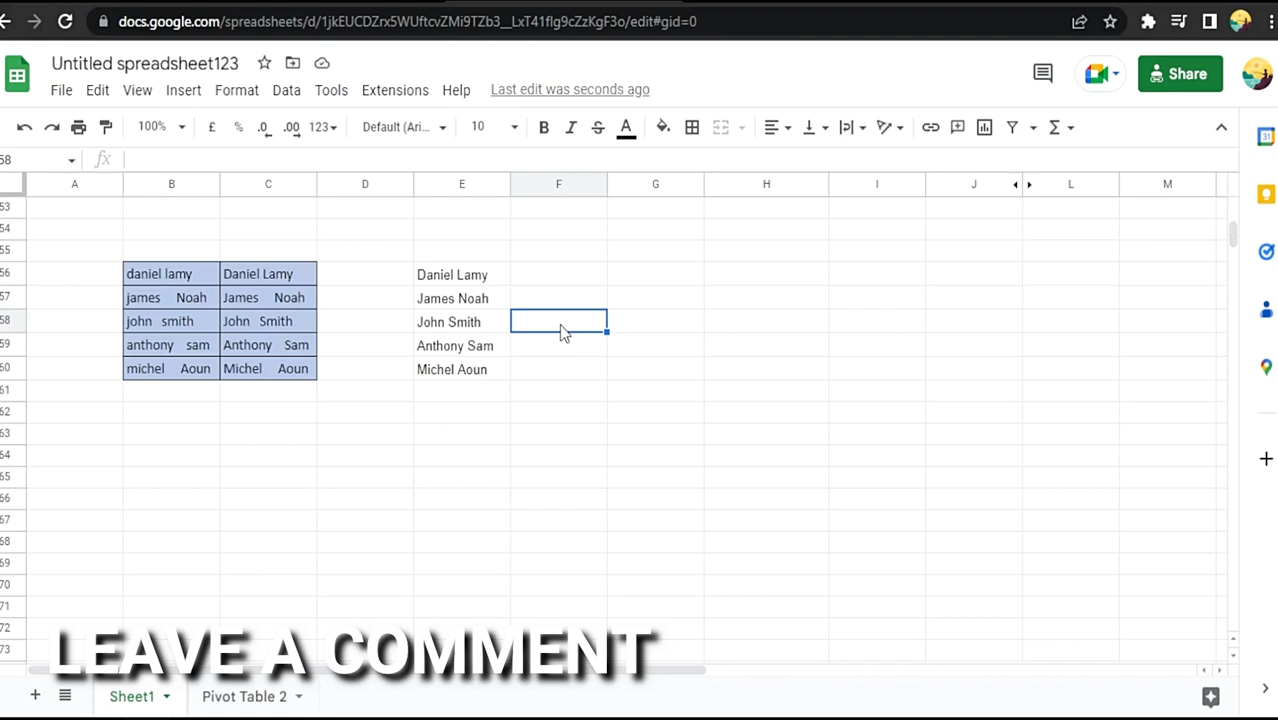 docs.google.com/spreadsheets/d/1jkEUCDZrx5WUftcvZMi9TZb3__LxT41flg9cZzKgF3o/edit#gid=0
Untitled spreadsheet123
File Edit View Insert Format Data Tools Extensions Help Last edit was seconds ago
Share
100% £ % .0 .00 123 Default (Ari... 10 B I S A Σ
58 fx
A B C D E F G H I J L M
53
54
55
56 daniel lamy Daniel Lamy Daniel Lamy
57 james Noah James Noah James Noah
58 john smith John Smith John Smith
59 anthony sam Anthony Sam Anthony Sam
60 michel Aoun Michel Aoun Michel Aoun
61
62
63
64
65
66
67
68
69
70
71
72
73
LEAVE A COMMENT
Sheet1 Pivot Table 2
31